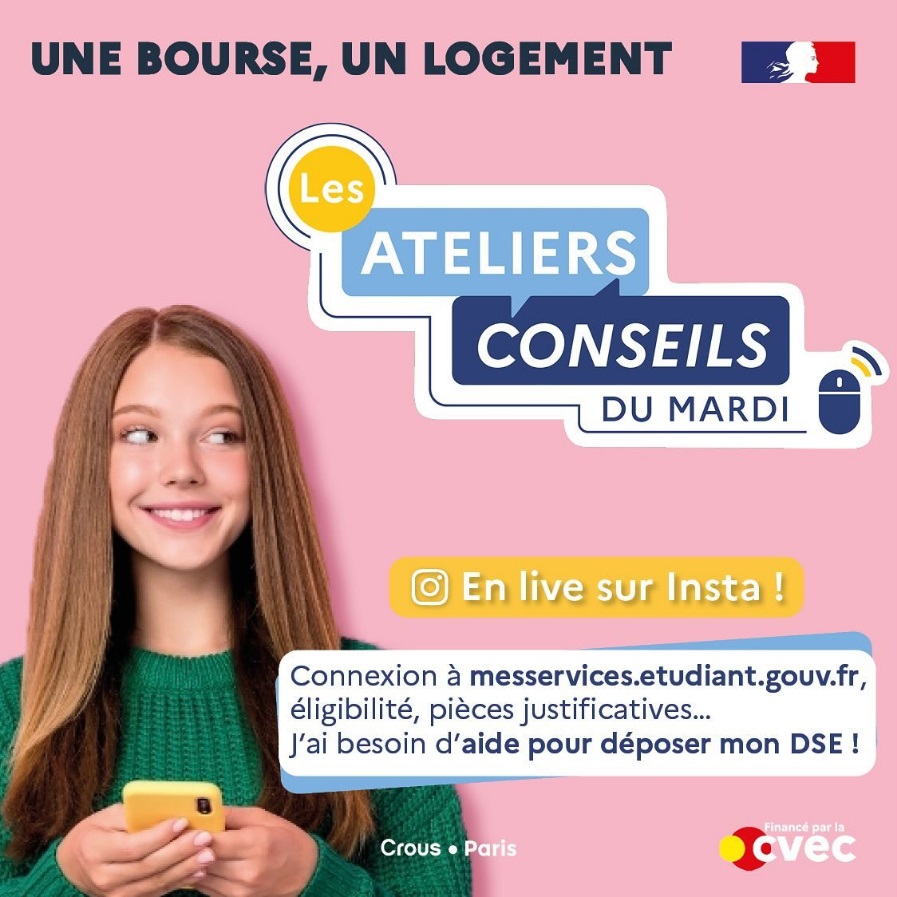 UNE BOURSE, UN LOGEMENT
Les
ATELIERS
CONSEILS
DU MARDI
En live sur Insta !
Connexion à messervices.etudiant.gouv.fr,
éligibilité, pièces justificatives...
J'ai besoin d'aide pour déposer mon DSE !
Crous • Paris
Financé par la
cvec